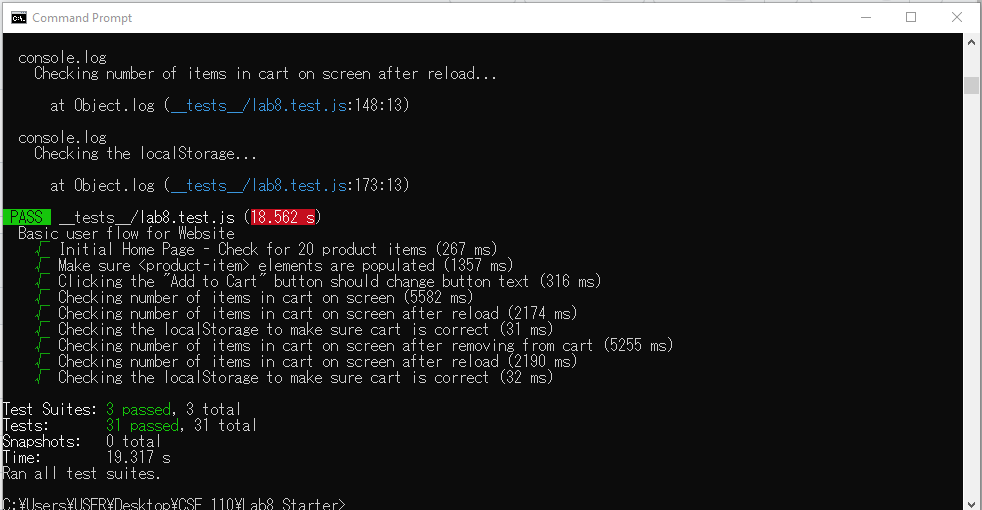 Command Prompt
console.log
Checking number of items in cart on screen after reload...
at Object.log (__tests__/lab8.test.js:148:13)
console.log
Checking the localStorage...
at Object.log (__tests__/lab8.test.js:173:13)
PASS __tests__/lab8.test.js (18.562 s)
Basic user flow for Website
√ Initial Home Page - Check for 20 product items (267 ms)
√ Make sure <product-item> elements are populated (1357 ms)
√ Clicking the "Add to Cart" button should change button text (316 ms)
√ Checking number of items in cart on screen (5582 ms)
√ Checking number of items in cart on screen after reload (2174 ms)
√ Checking the localStorage to make sure cart is correct (31 ms)
√ Checking number of items in cart on screen after removing from cart (5255 ms)
√ Checking number of items in cart on screen after reload (2190 ms)
√ Checking the localStorage to make sure cart is correct (32 ms)
Test Suites: 3 passed, 3 total
Tests: 31 passed, 31 total
Snapshots: 0 total
Time: 19.317 s
Ran all test suites.
C:¥Users¥USER¥Desktop¥CSE 110¥Lab8_Starter>